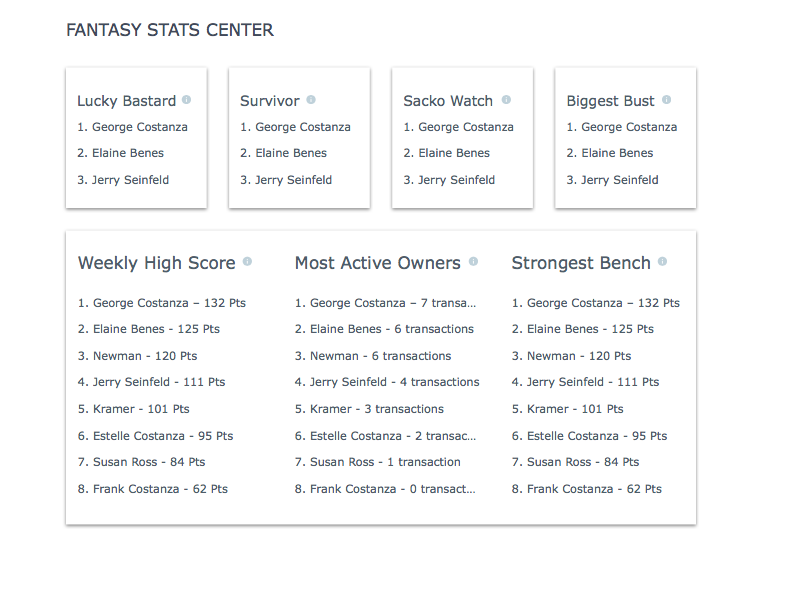 FANTASY STATS CENTER
Lucky Bastard
1. George Costanza
2. Elaine Benes
3. Jerry Seinfeld
Survivor
1. George Costanza
2. Elaine Benes
3. Jerry Seinfeld
Sacko Watch
1. George Costanza
2. Elaine Benes
3. Jerry Seinfeld
Biggest Bust
1. George Costanza
2. Elaine Benes
3. Jerry Seinfeld
Weekly High Score
1. George Costanza – 132 Pts
2. Elaine Benes - 125 Pts
3. Newman - 120 Pts
4. Jerry Seinfeld - 111 Pts
5. Kramer - 101 Pts
6. Estelle Costanza - 95 Pts
7. Susan Ross - 84 Pts
8. Frank Costanza - 62 Pts
Most Active Owners
1. George Costanza – 7 transa...
2. Elaine Benes - 6 transactions
3. Newman - 6 transactions
4. Jerry Seinfeld - 4 transactions
5. Kramer - 3 transactions
6. Estelle Costanza - 2 transac...
7. Susan Ross - 1 transaction
8. Frank Costanza - 0 transact...
Strongest Bench
1. George Costanza – 132 Pts
2. Elaine Benes - 125 Pts
3. Newman - 120 Pts
4. Jerry Seinfeld - 111 Pts
5. Kramer - 101 Pts
6. Estelle Costanza - 95 Pts
7. Susan Ross - 84 Pts
8. Frank Costanza - 62 Pts